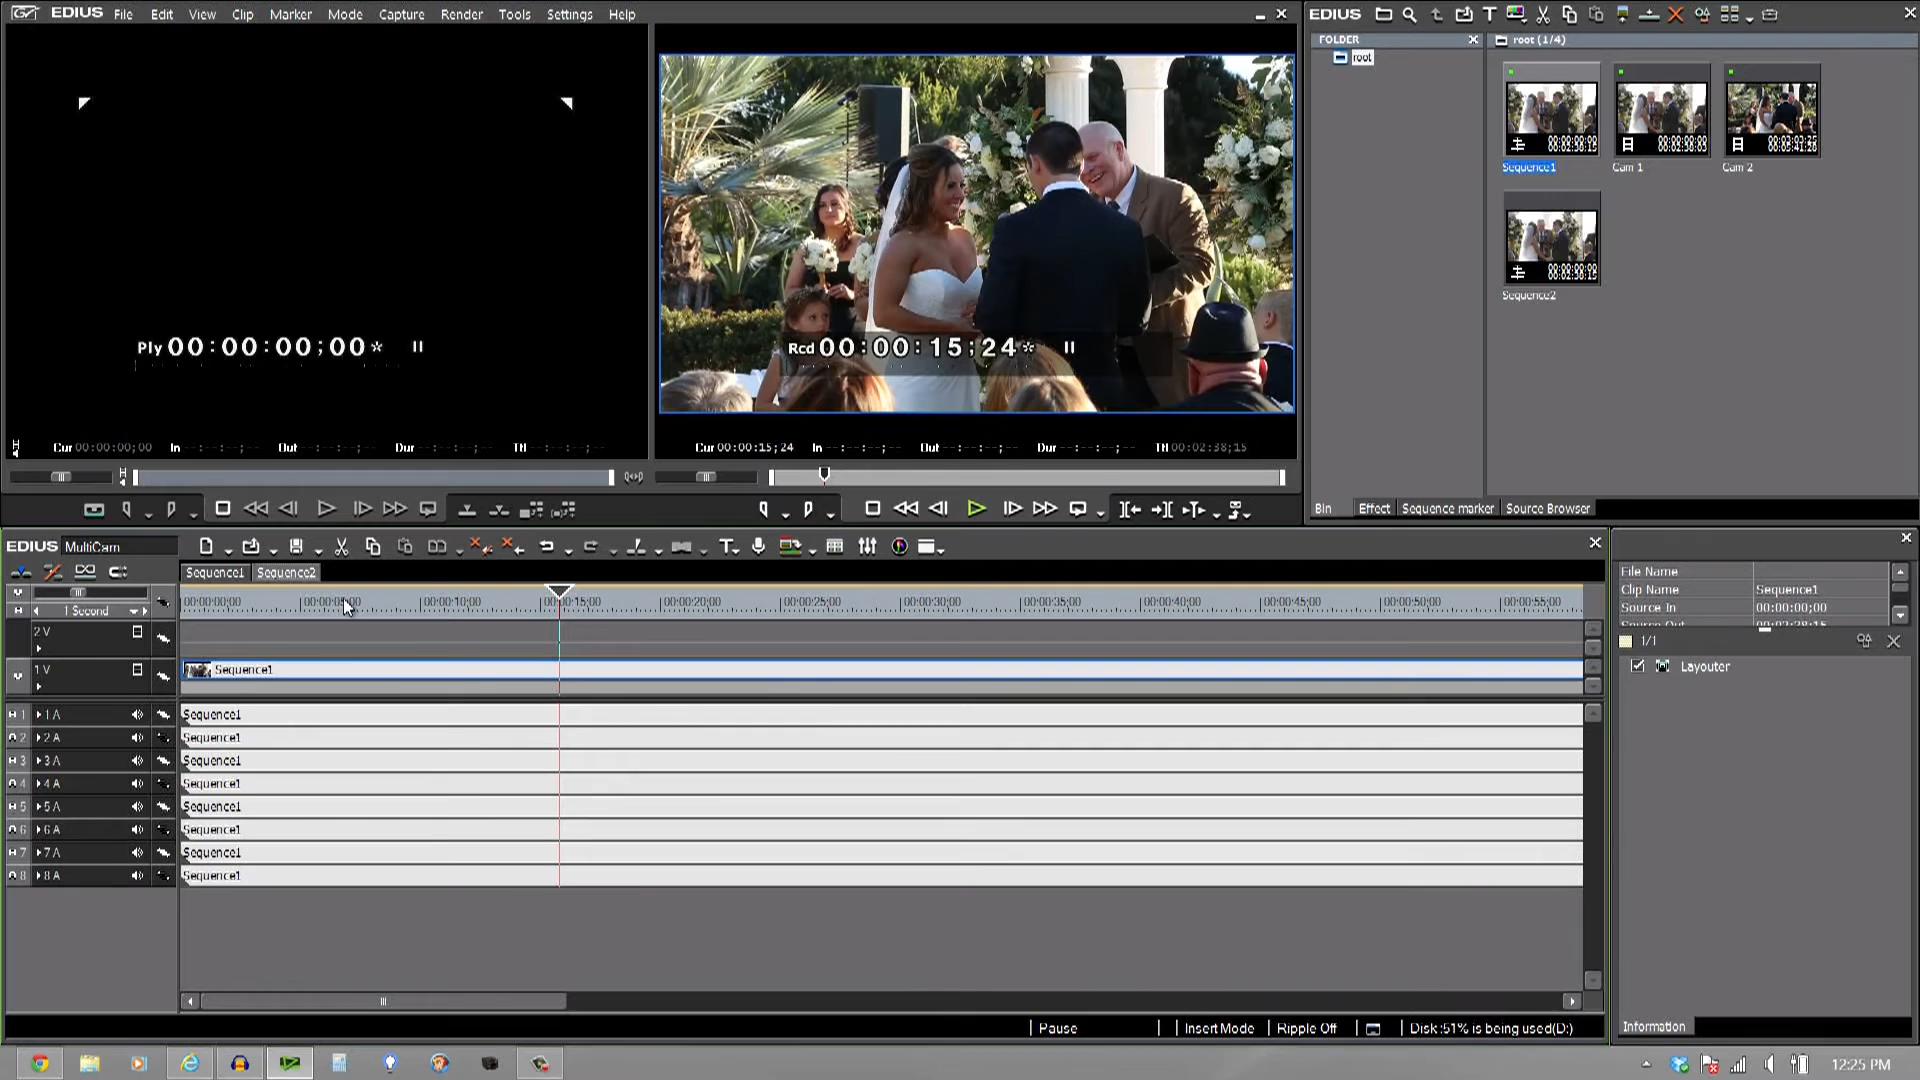 EDIUS File Edit View Clip Marker Mode Capture Render Tools Settings Help
EDIUS
FOLDER
root (1/4)
root
Sequence1
Cam 1
Cam 2
Sequence2
Ply 00:00:00;00*
Rcd 00:00:15;24*
Cur 00:00:00;00 In --:--:--;-- Out --:--:--;-- Dur --:--:--;-- Ttl --:--:--;--
Cur 00:00:15;24 In --:--:--;-- Out --:--:--;-- Dur --:--:--;-- Ttl 00:02:38;15
Bin Effect Sequence marker Source Browser
EDIUS MultiCam
Sequence1 Sequence2
1 Second
00:00:00;00 00:00:10;00 00:00:15;00 00:00:20;00 00:00:25;00 00:00:30;00 00:00:35;00 00:00:40;00 00:00:45;00 00:00:50;00 00:00:55;00
2 V
1 V Sequence1
1 1 A Sequence1
2 2 A Sequence1
3 3 A Sequence1
4 4 A Sequence1
5 5 A Sequence1
6 6 A Sequence1
7 7 A Sequence1
8 8 A Sequence1
File Name
Clip Name Sequence1
Source In 00:00:00;00
1/1
Layouter
Information
Pause Insert Mode Ripple Off Disk:51% is being used(D:)
12:25 PM